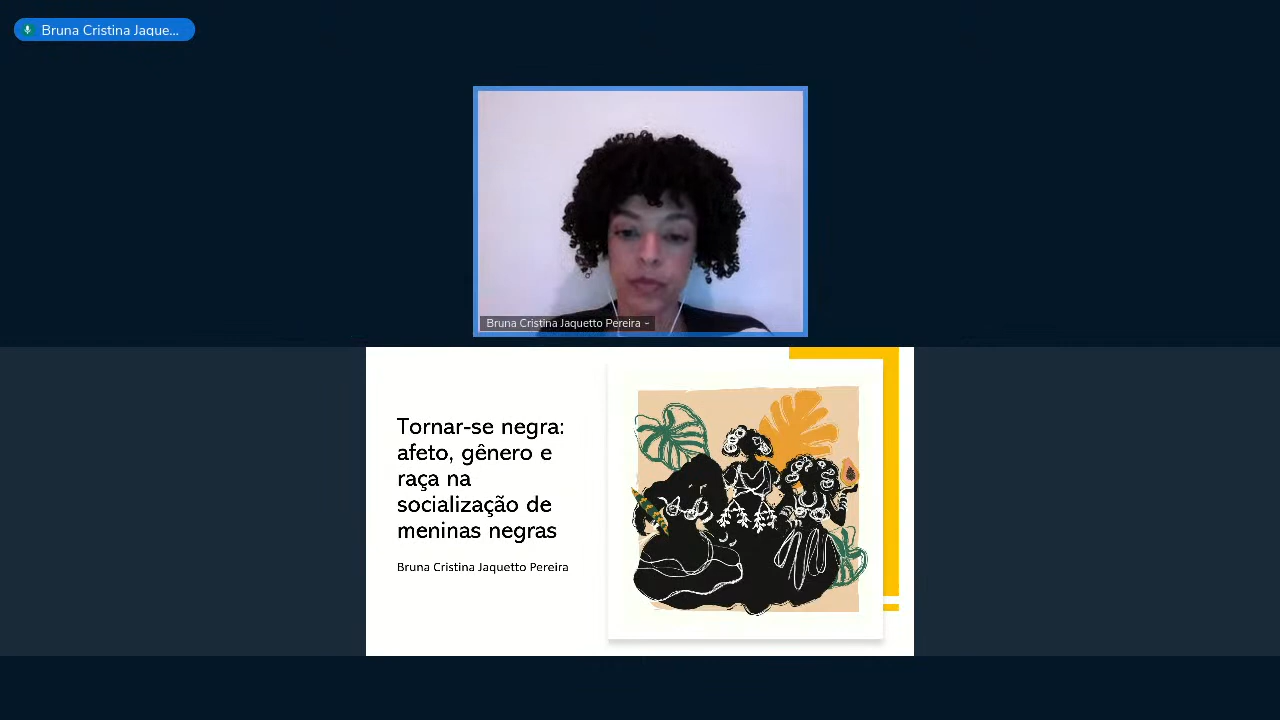 Bruna Cristina Jaque...
Bruna Cristina Jaquetto Pereira
Tornar-se negra:
afeto, gênero e
raça na
socialização de
meninas negras
Bruna Cristina Jaquetto Pereira